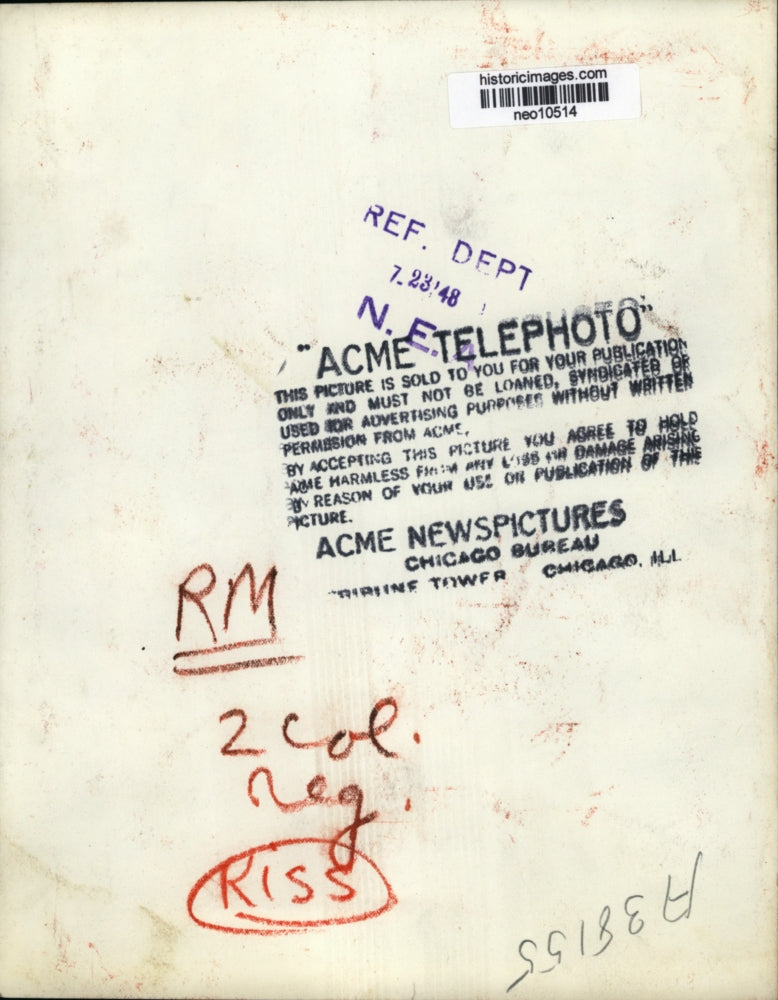 historicimages.com
neo10514
REF. DEPT
7.23'48
N. E. A
"ACME TELEPHOTO"
THIS PICTURE IS SOLD TO YOU FOR YOUR PUBLICATION
ONLY AND MUST NOT BE LOANED, SYNDICATED OR
USED FOR ADVERTISING PURPOSES WITHOUT WRITTEN
PERMISSION FROM ACME.
BY ACCEPTING THIS PICTURE YOU AGREE TO HOLD
ACME HARMLESS FROM ANY LOSS OR DAMAGE ARISING
BY REASON OF YOUR USE OR PUBLICATION OF THE
PICTURE.
ACME NEWSPICTURES
CHICAGO BUREAU
TRIBUNE TOWER CHICAGO, ILL
RM
2 Col.
Reg.
KISS
A38155